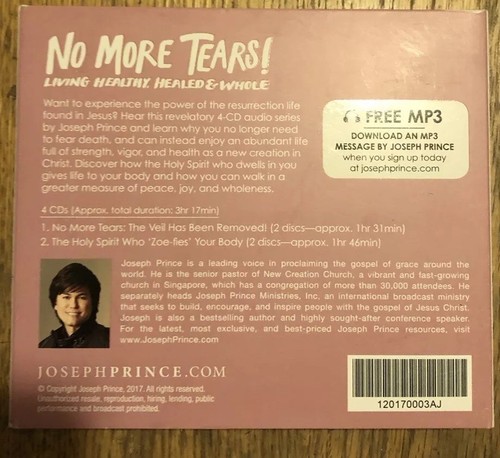 NO MORE TEARS!
LIVING HEALTHY, HEALED & WHOLE
Want to experience the power of the resurrection life
found in Jesus? Hear this revelatory 4-CD audio series
by Joseph Prince and learn why you no longer need
to fear death, and can instead enjoy an abundant life
full of strength, vigor, and health as a new creation in
Christ. Discover how the Holy Spirit who dwells in you
gives life to your body and how you can walk in a
greater measure of peace, joy, and wholeness.
FREE MP3
DOWNLOAD AN MP3
MESSAGE BY JOSEPH PRINCE
when you sign up today
at josephprince.com
4 CDs (Approx. total duration: 3hr 17min)
1. No More Tears: The Veil Has Been Removed! (2 discs—approx. 1hr 31min)
2. The Holy Spirit Who 'Zoe-fies' Your Body (2 discs—approx. 1hr 46min)
Joseph Prince is a leading voice in proclaiming the gospel of grace around the
world. He is the senior pastor of New Creation Church, a vibrant and fast-growing
church in Singapore, which has a congregation of more than 30,000 attendees. He
separately heads Joseph Prince Ministries, Inc, an international broadcast ministry
that seeks to build, encourage, and inspire people with the gospel of Jesus Christ.
Joseph is also a bestselling author and highly sought-after conference speaker.
For the latest, most exclusive, and best-priced Joseph Prince resources, visit
www.JosephPrince.com
JOSEPHPRINCE.COM
© Copyright Joseph Prince, 2017. All rights reserved.
Unauthorized resale, reproduction, hiring, lending, public
performance and broadcast prohibited.
120170003AJ